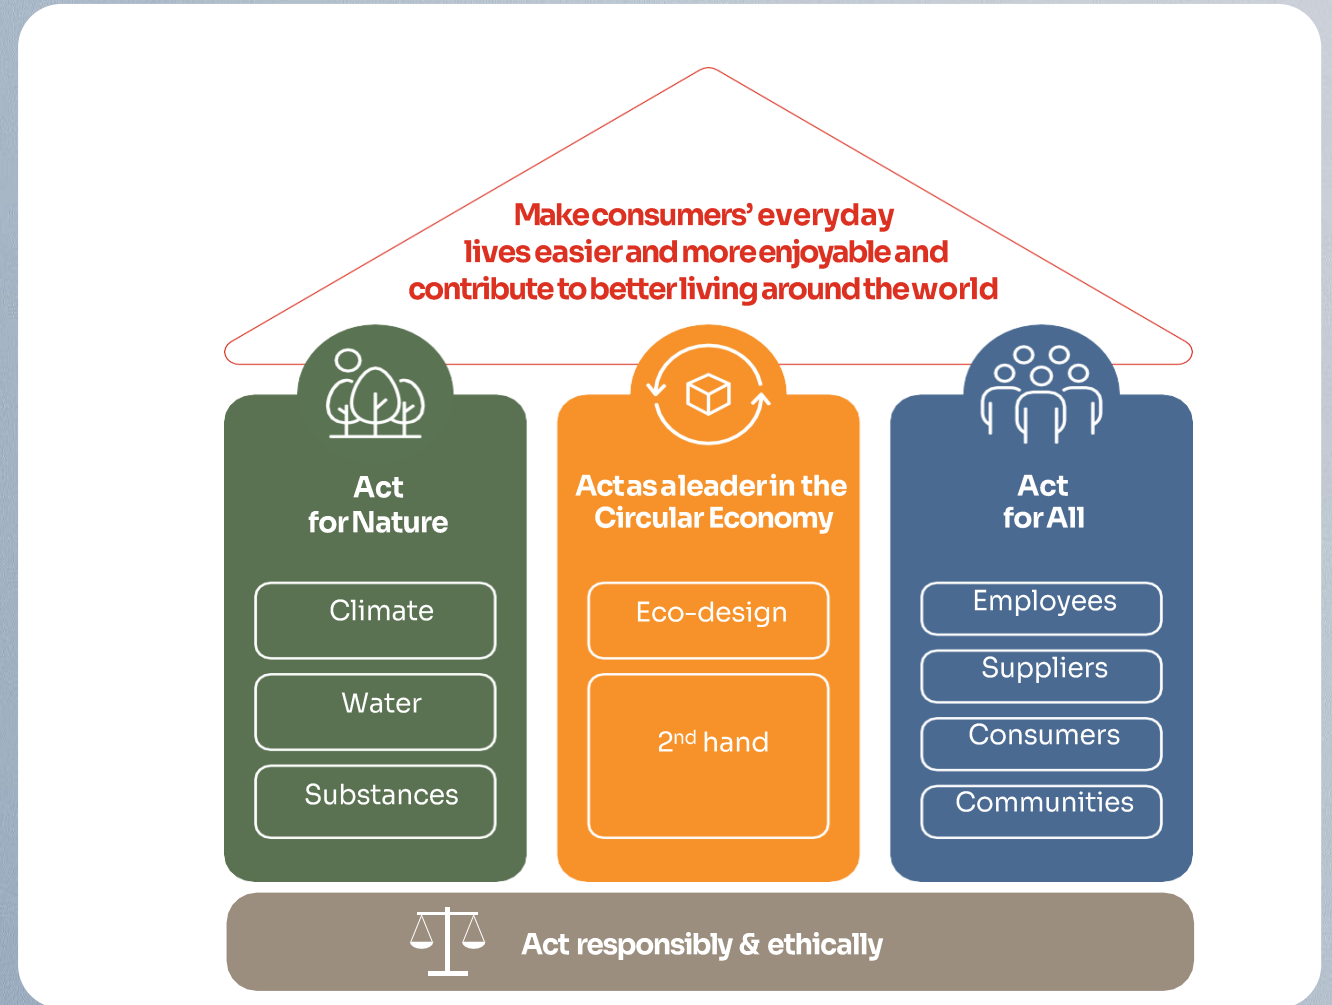 Make consumers’ everyday
lives easier and more enjoyable and
contribute to better living around the world
Act
for Nature
Climate
Water
Substances
Act as a leader in the
Circular Economy
Eco-design
2nd hand
Act
for All
Employees
Suppliers
Consumers
Communities
Act responsibly & ethically